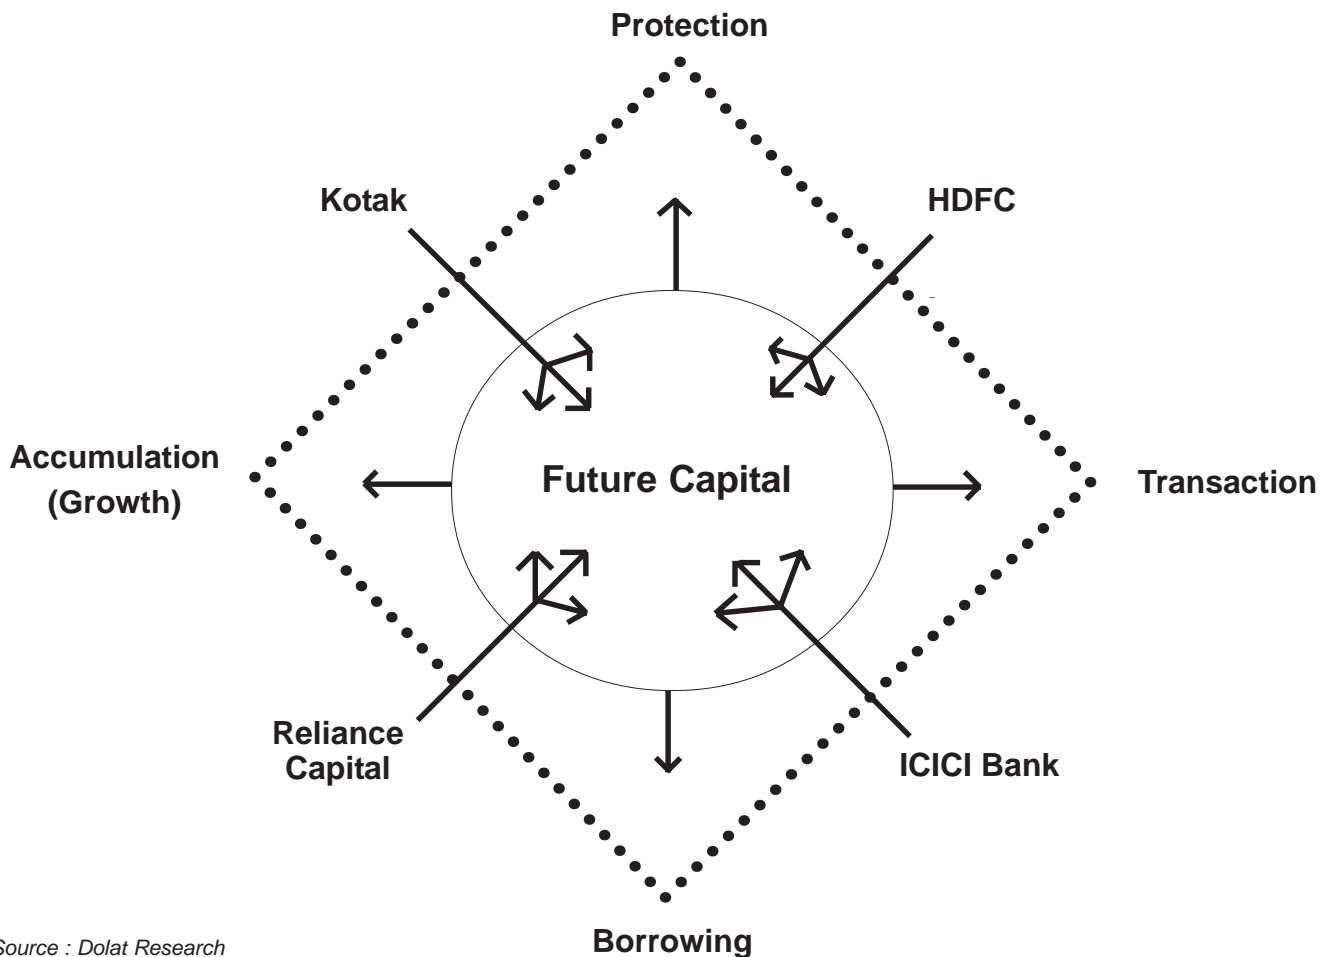 Protection
Kotak
HDFC
Accumulation
(Growth)
Future Capital
Transaction
Reliance
Capital
ICICI Bank
Borrowing
Source : Dolat Research